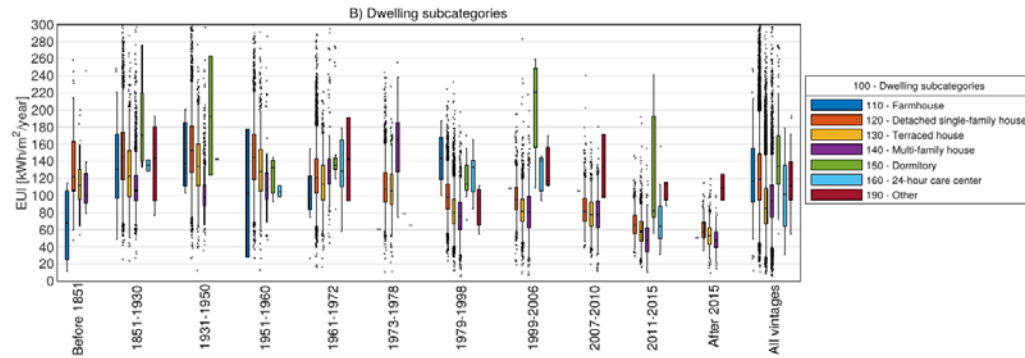 B) Dwelling subcategories
EUI [kWh/m²/year]
300
280
260
240
220
200
180
160
140
120
100
80
60
40
20
0
Before 1851
1851-1930
1931-1950
1951-1960
1961-1972
1973-1978
1979-1998
1999-2006
2007-2010
2011-2015
After 2015
All vintages
100 - Dwelling subcategories
110 - Farmhouse
120 - Detached single-family house
130 - Terraced house
140 - Multi-family house
150 - Dormitory
160 - 24-hour care center
190 - Other